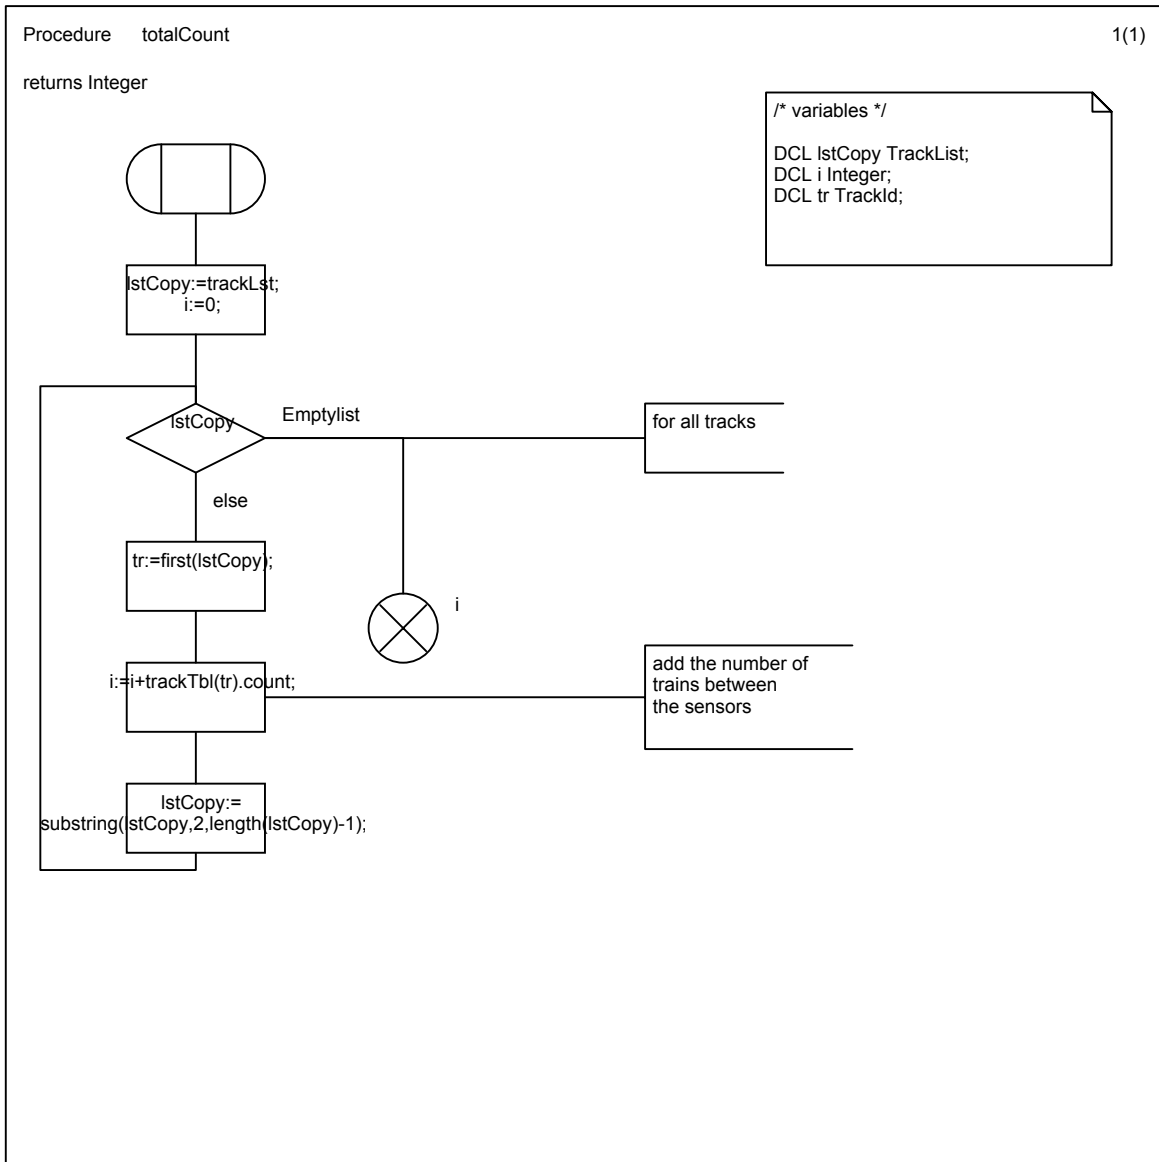 Procedure totalCount
1(1)
returns Integer
/* variables */
DCL lstCopy TrackList;
DCL i Integer;
DCL tr TrackId;
lstCopy:=trackLst;
i:=0;
lstCopy
Emptylist
for all tracks
else
tr:=first(lstCopy);
i
i:=i+trackTbl(tr).count;
add the number of
trains between
the sensors
lstCopy:=
substring(lstCopy,2,length(lstCopy)-1);